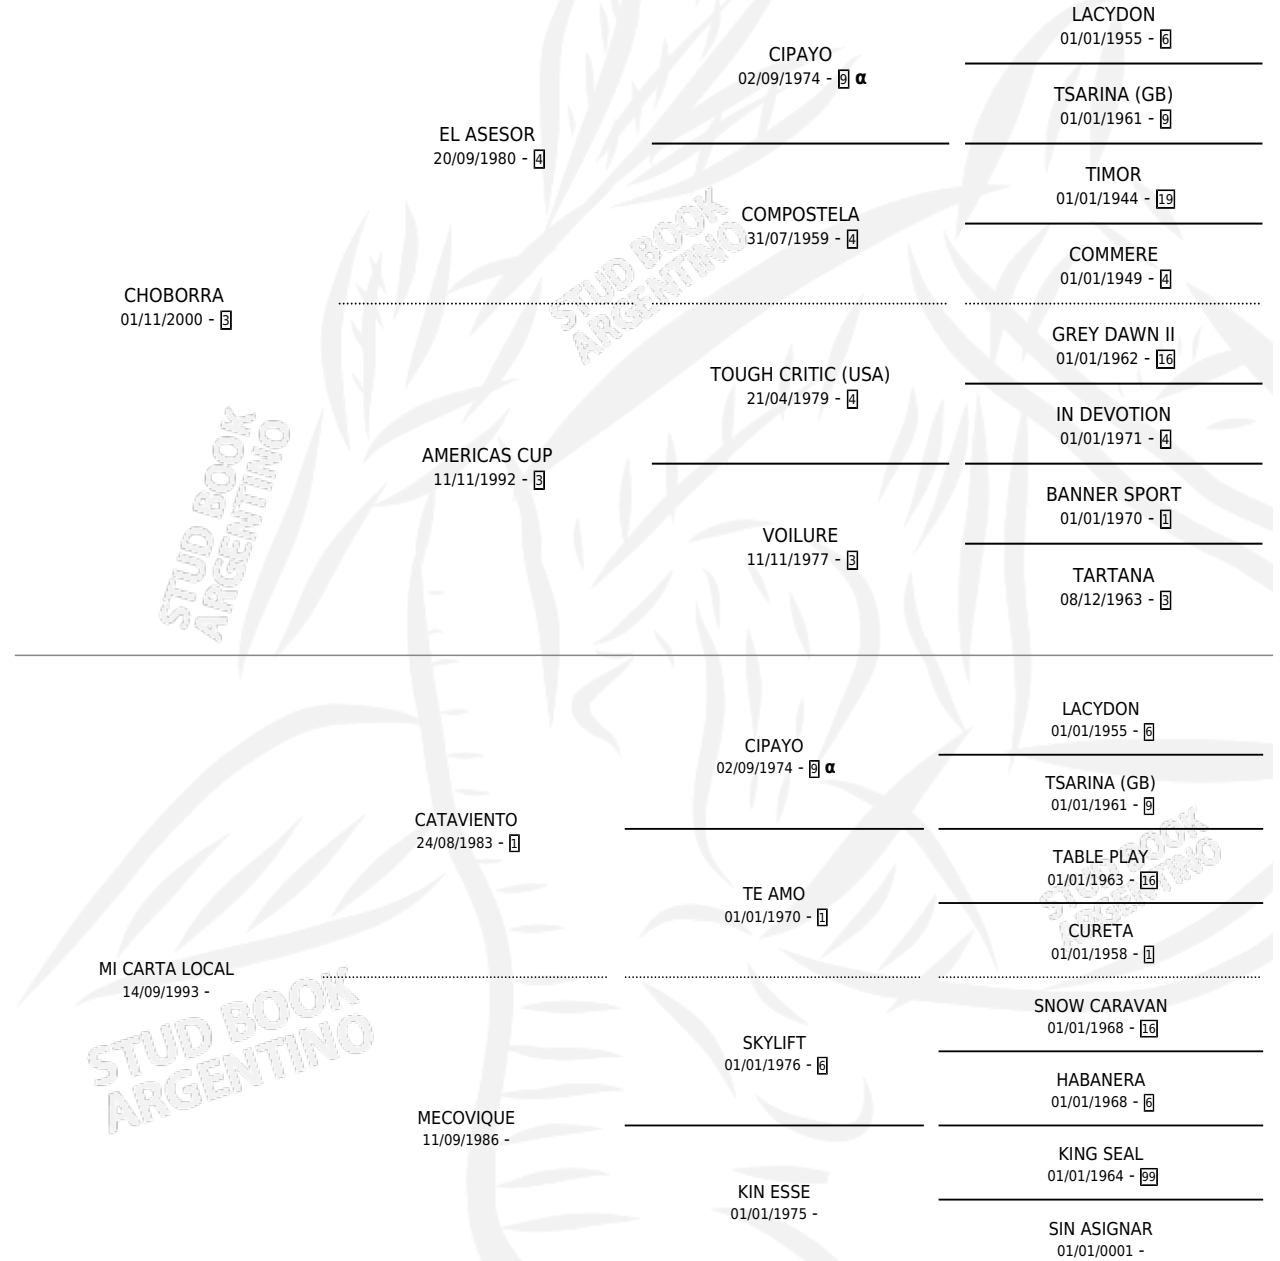 LACYDON
01/01/1955 - 6
CIPAYO
02/09/1974 - 9 α
TSARINA (GB)
01/01/1961 - 9
EL ASESOR
20/09/1980 - 4
TIMOR
01/01/1944 - 19
COMPOSTELA
31/07/1959 - 4
COMMERE
01/01/1949 - 4
CHOBORRA
01/11/2000 - 3
GREY DAWN II
01/01/1962 - 16
TOUGH CRITIC (USA)
21/04/1979 - 4
IN DEVOTION
01/01/1971 - 4
AMERICAS CUP
11/11/1992 - 3
BANNER SPORT
01/01/1970 - 1
VOILURE
11/11/1977 - 3
TARTANA
08/12/1963 - 3
STUD BOOK
ARGENTINO
STUD BOOK
ARGENTINO
LACYDON
01/01/1955 - 6
CIPAYO
02/09/1974 - 9 α
TSARINA (GB)
01/01/1961 - 9
CATAVIENTO
24/08/1983 - 1
TABLE PLAY
01/01/1963 - 16
TE AMO
01/01/1970 - 1
CURETA
01/01/1958 - 1
MI CARTA LOCAL
14/09/1993 -
SNOW CARAVAN
01/01/1968 - 16
SKYLIFT
01/01/1976 - 6
HABANERA
01/01/1968 - 6
MECOVIQUE
11/09/1986 -
KING SEAL
01/01/1964 - 99
KIN ESSE
01/01/1975 -
SIN ASIGNAR
01/01/0001 -
STUD BOOK
ARGENTINO
STUD BOOK
ARGENTINO